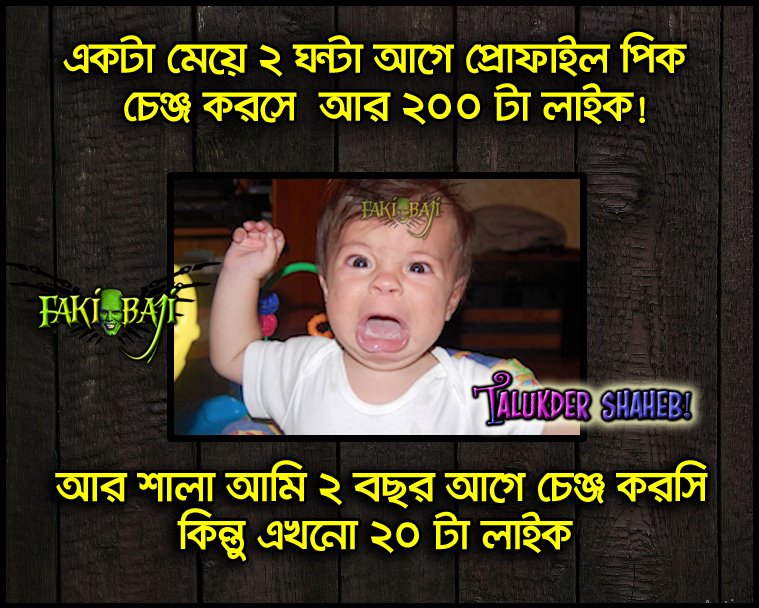 একটা মেয়ে ২ ঘন্টা আগে প্রোফাইল পিক
চেঞ্জ করসে আর ২০০ টা লাইক!
FAKIBAJI
FAKIBAJI
TALUKDER SHAHEB!
আর শালা আমি ২ বছর আগে চেঞ্জ করসি
কিন্তু এখনো ২০ টা লাইক